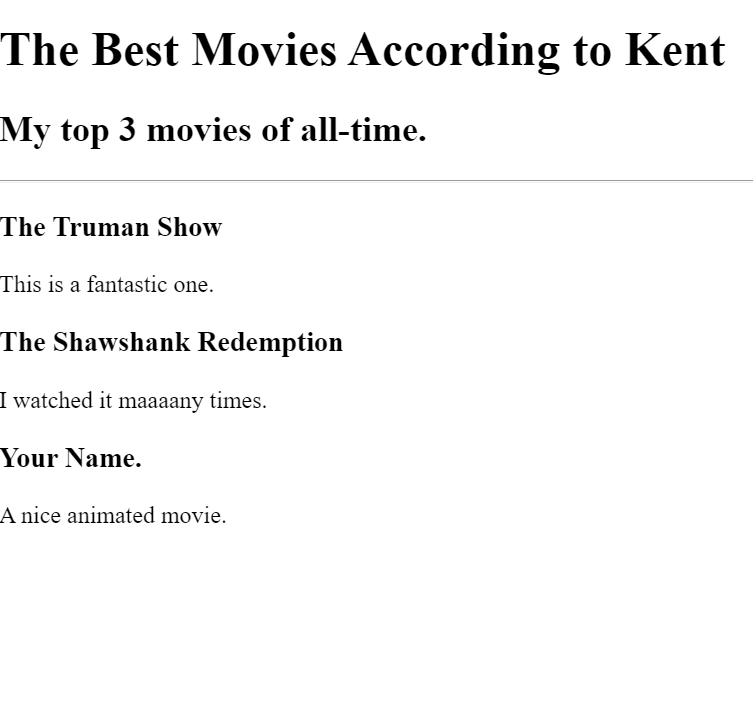 The Best Movies According to Kent
My top 3 movies of all-time.
The Truman Show
This is a fantastic one.
The Shawshank Redemption
I watched it maaaany times.
Your Name.
A nice animated movie.